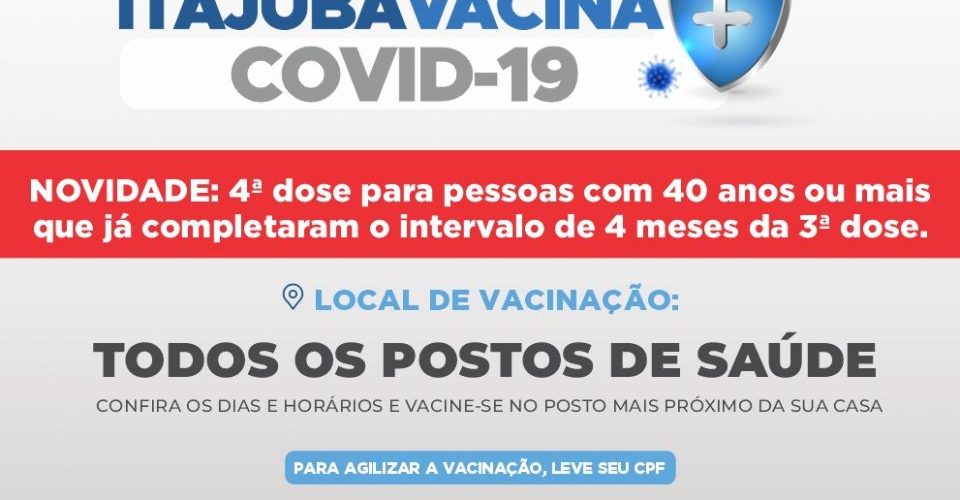 ITAJUBÁVACINA
COVID-19
NOVIDADE: 4ª dose para pessoas com 40 anos ou mais
que já completaram o intervalo de 4 meses da 3ª dose.
LOCAL DE VACINAÇÃO:
TODOS OS POSTOS DE SAÚDE
CONFIRA OS DIAS E HORÁRIOS E VACINE-SE NO POSTO MAIS PRÓXIMO DA SUA CASA
PARA AGILIZAR A VACINAÇÃO, LEVE SEU CPF